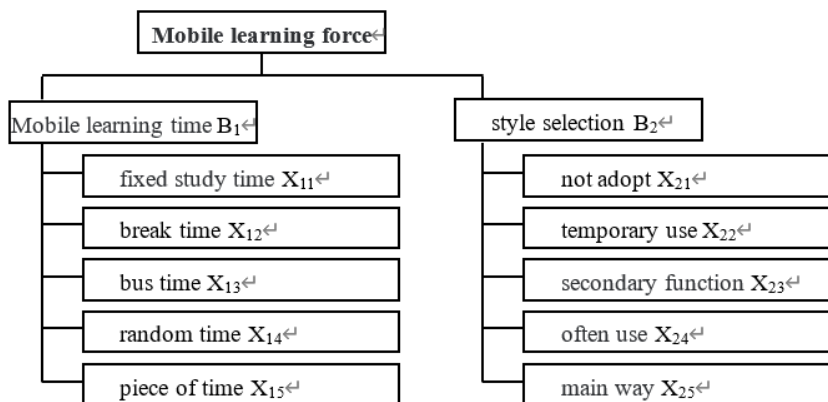 Mobile learning force↵
Mobile learning time B₁↵
fixed study time X₁₁↵
break time X₁₂↵
bus time X₁₃↵
random time X₁₄↵
piece of time X₁₅↵
style selection B₂↵
not adopt X₂₁↵
temporary use X₂₂↵
secondary function X₂₃↵
often use X₂₄↵
main way X₂₅↵